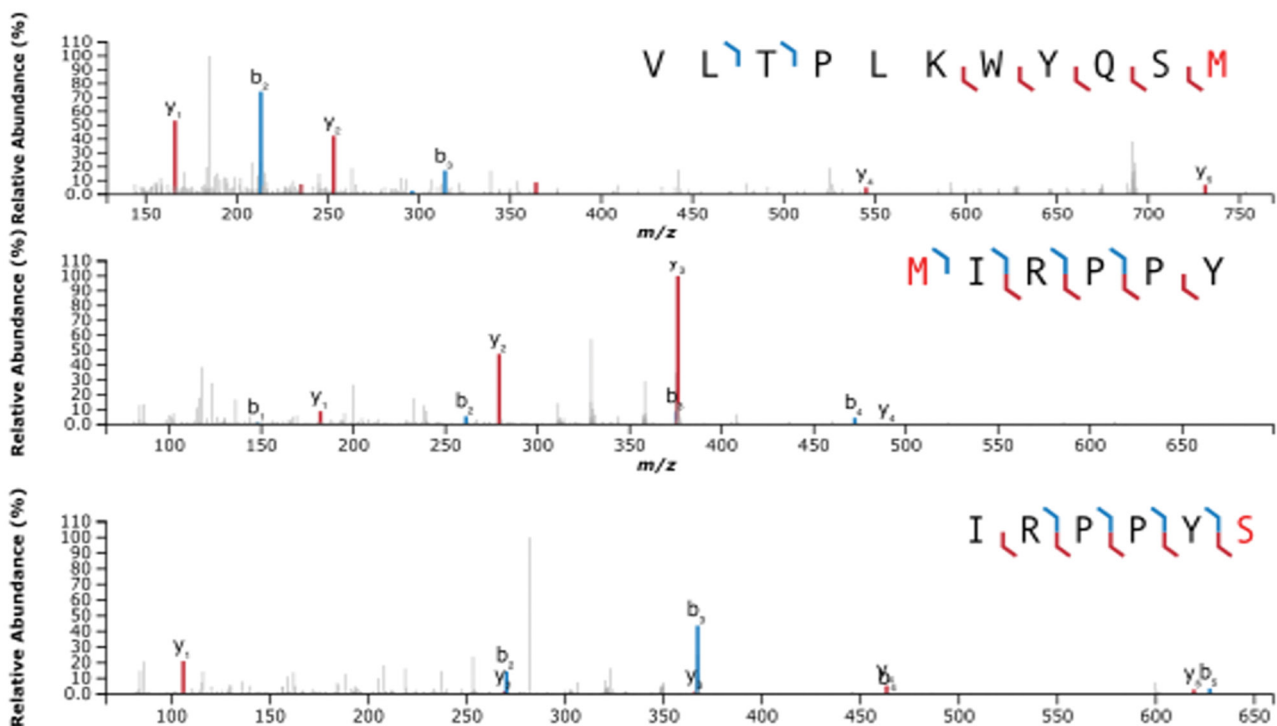 Relative Abundance (%)
110
100
90
80
70
60
50
40
30
20
10
0.0
V L T P L K W Y Q S M
y1
b2
y2
b3
y4
y5
150 200 250 300 350 400 450 500 550 600 650 700 750
m/z
Relative Abundance (%)
110
100
90
80
70
60
50
40
30
20
10
0.0
M I R P P Y
b1
y1
b2
y2
y3
b4
y4
100 150 200 250 300 350 400 450 500 550 600 650
m/z
Relative Abundance (%)
110
100
90
80
70
60
50
40
30
20
10
0.0
I R P P Y S
y1
b2
b3
b5
100 150 200 250 300 350 400 450 500 550 600 650